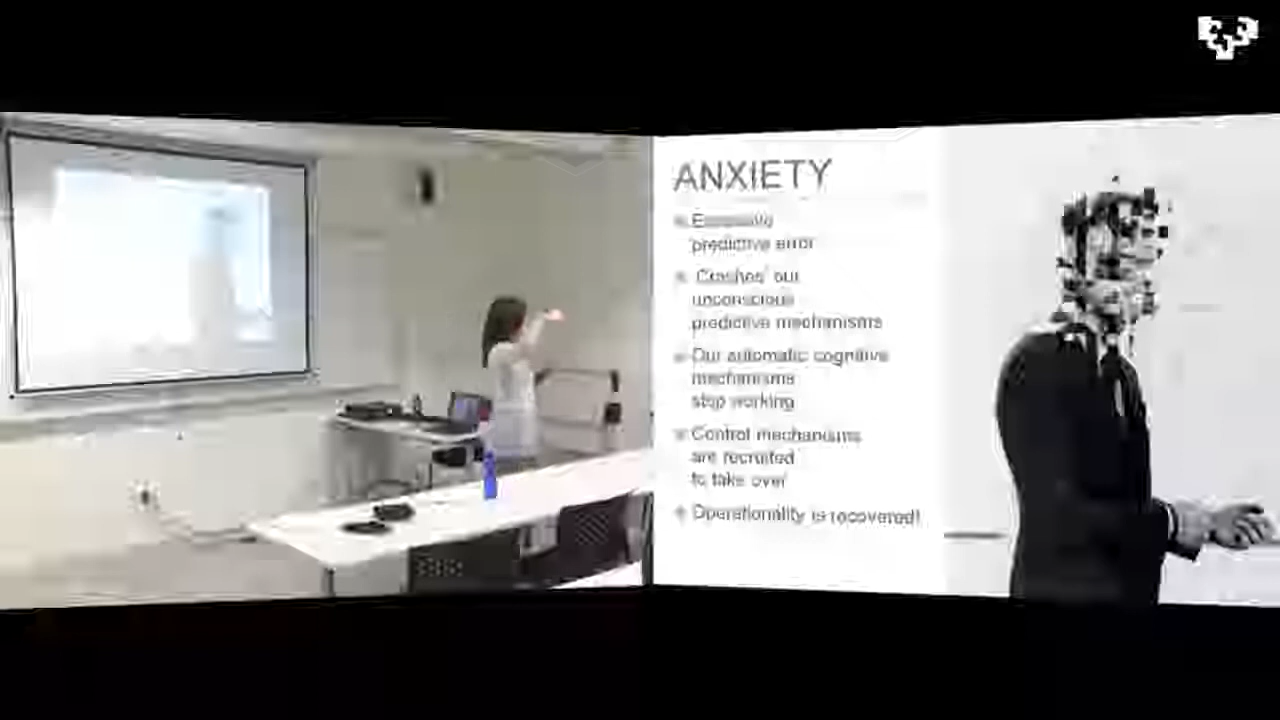 ANXIETY
Excessive
predictive error
'Crashes' our
unconscious
predictive mechanisms
Our automatic cognitive
mechanisms
stop working
Control mechanisms
are recruited
to take over
Operationality is recovered!